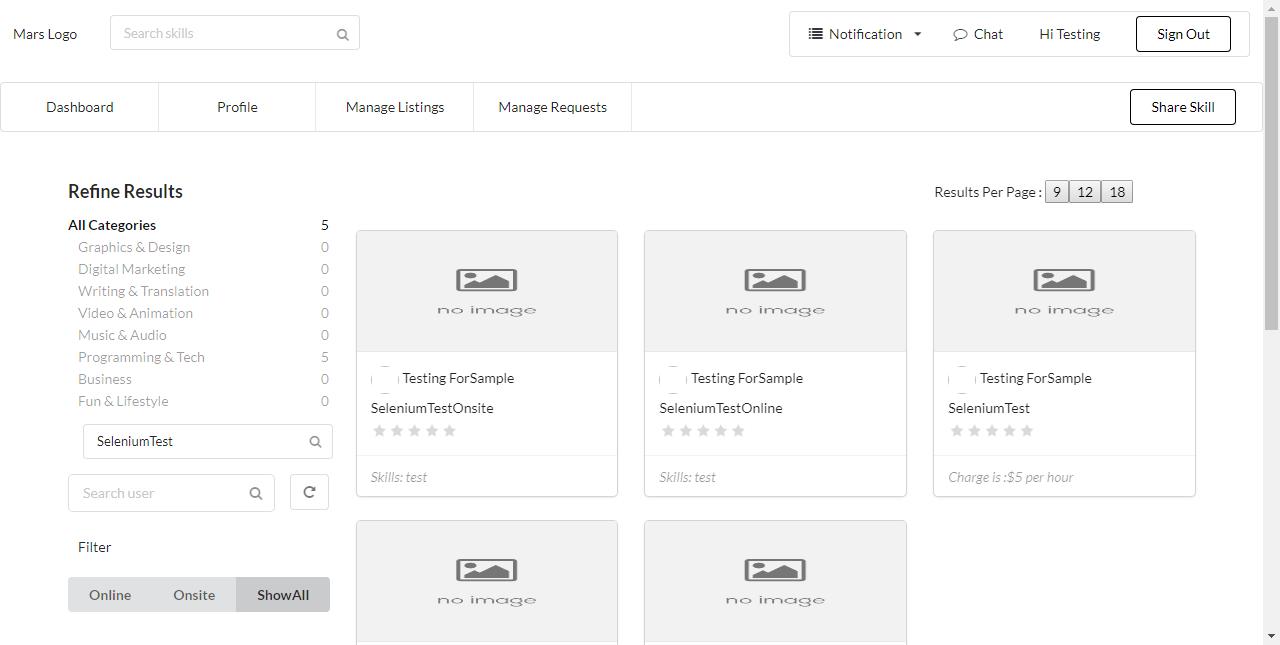 Mars Logo
Search skills
Notification
Chat
Hi Testing
Sign Out
Dashboard
Profile
Manage Listings
Manage Requests
Share Skill
Refine Results
Results Per Page : 9 12 18
All Categories 5
Graphics & Design 0
Digital Marketing 0
Writing & Translation 0
Video & Animation 0
Music & Audio 0
Programming & Tech 5
Business 0
Fun & Lifestyle 0
SeleniumTest
Search user
Filter
Online
Onsite
ShowAll
no image
Testing ForSample
SeleniumTestOnsite
Skills: test
no image
Testing ForSample
SeleniumTestOnline
Skills: test
no image
Testing ForSample
SeleniumTest
Charge is :$5 per hour
no image
no image